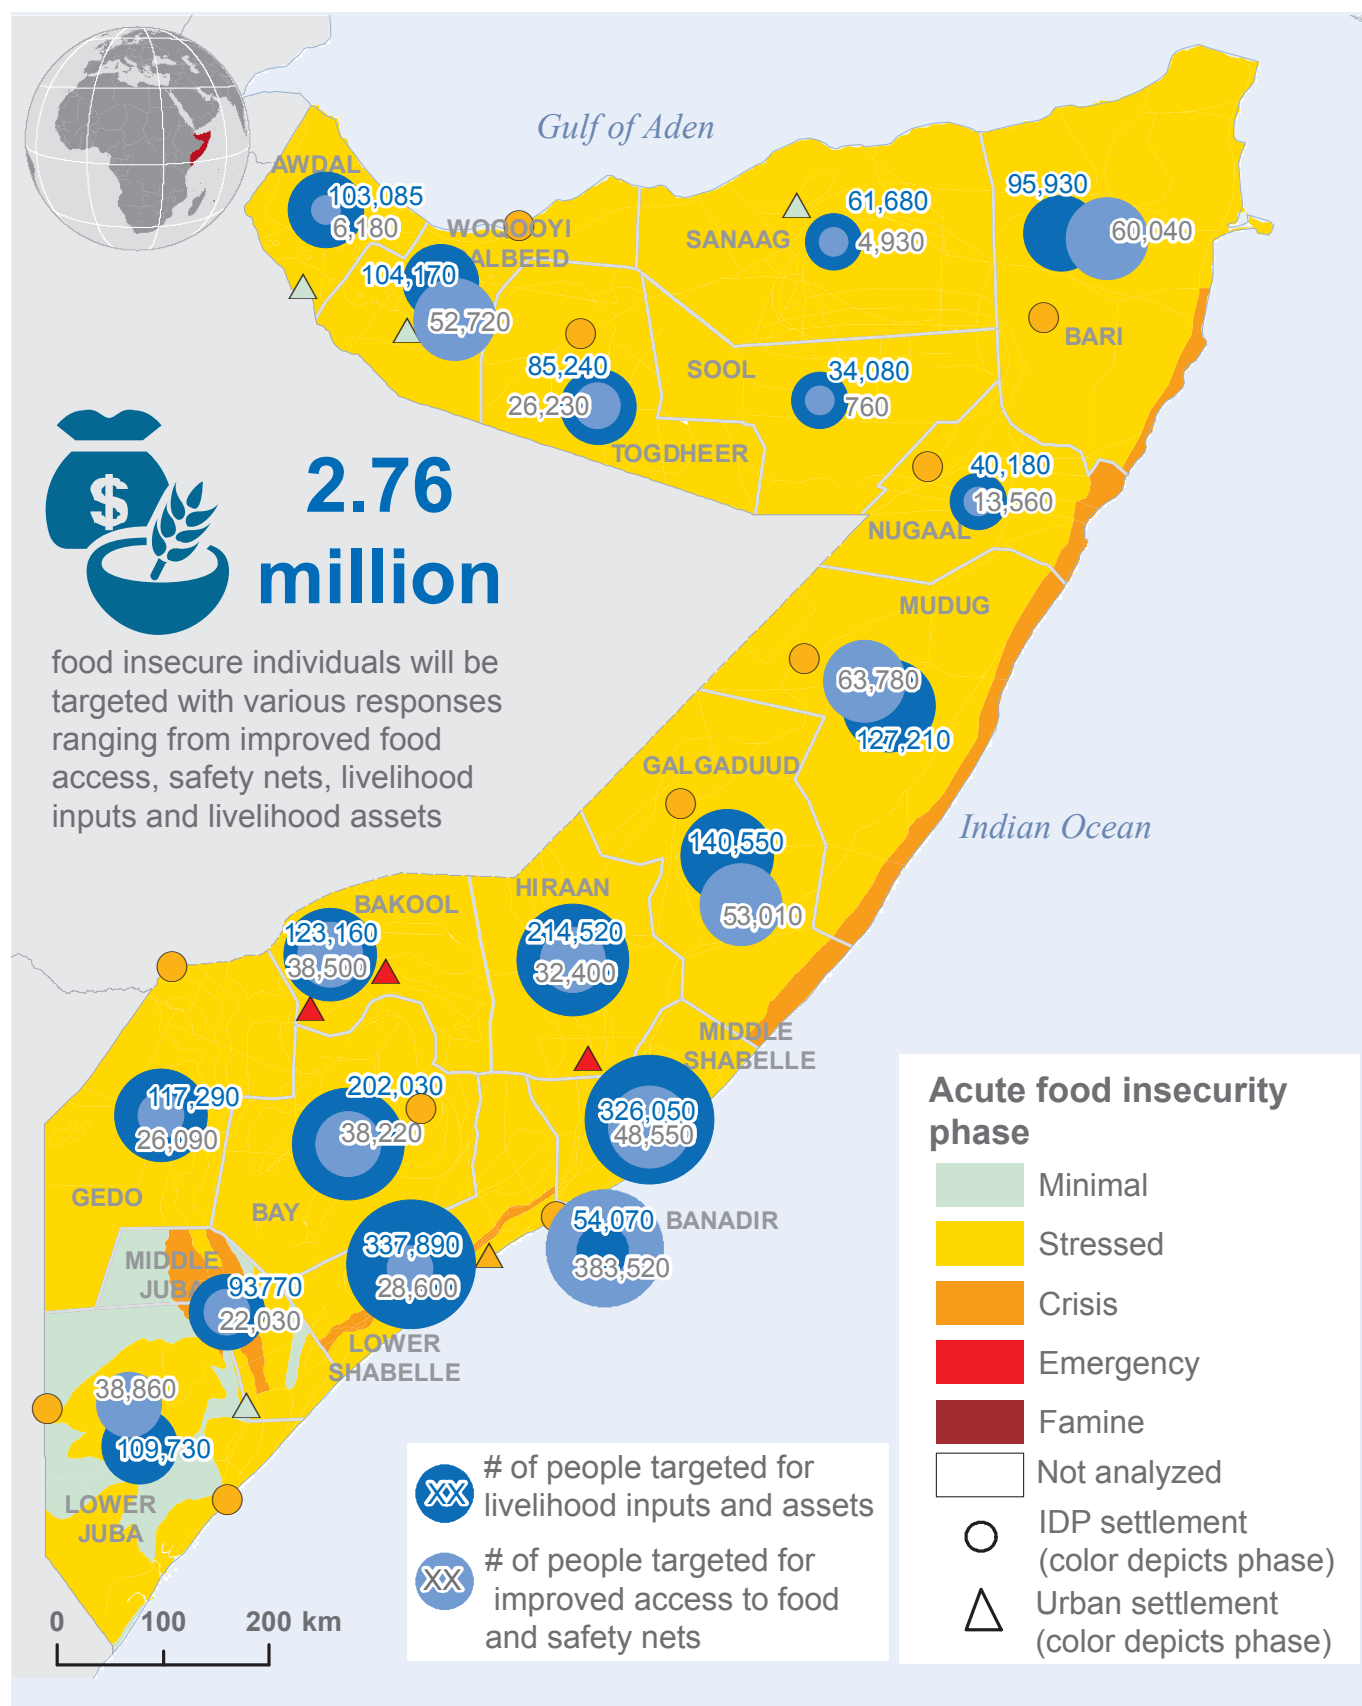 Gulf of Aden
AWDAL
103,085
6,180
WOQOOYI
ALBEED
104,170
52,720
SANAAG
61,680
4,930
95,930
60,040
BARI
85,240
26,230
TOGDHEER
SOOL
34,080
760
40,180
13,560
NUGAAL
$
2.76
million
food insecure individuals will be
targeted with various responses
ranging from improved food
access, safety nets, livelihood
inputs and livelihood assets
MUDUG
63,780
127,210
GALGADUUD
140,550
53,010
Indian Ocean
HIRAAN
214,520
32,400
BAKOOL
123,160
38,500
MIDDLE
SHABELLE
326,050
48,550
117,290
26,090
GEDO
202,030
38,220
BAY
54,070
BANADIR
383,520
337,890
28,600
LOWER
SHABELLE
MIDDLE
JUBA
93770
22,030
38,860
109,730
LOWER
JUBA
0 100 200 km
XX
# of people targeted for
livelihood inputs and assets
XX
# of people targeted for
improved access to food
and safety nets
Acute food insecurity
phase
Minimal
Stressed
Crisis
Emergency
Famine
Not analyzed
IDP settlement
(color depicts phase)
Urban settlement
(color depicts phase)